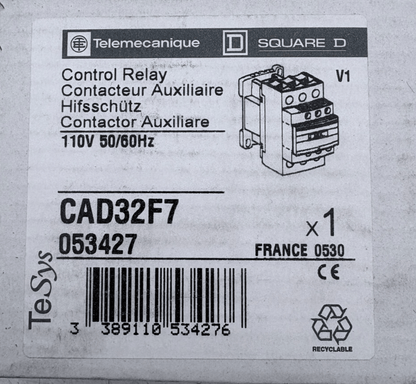 Telemecanique D SQUARE D
Control Relay
Contacteur Auxiliaire
Hifsschütz
Contactor Auxiliare
110V 50/60Hz
V1
CAD32F7
053427
x1
FRANCE 0530
CE
TeSys
3 389110 534276
RECYCLABLE